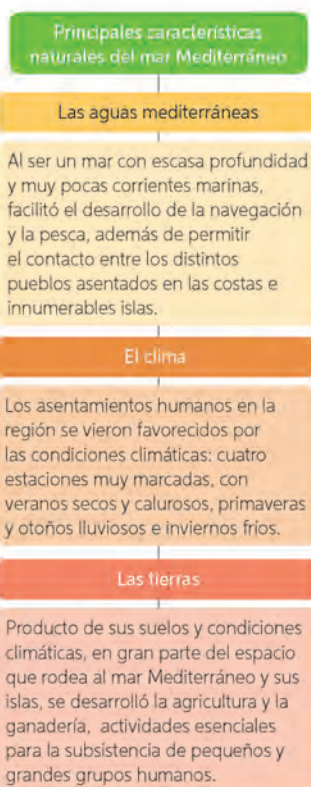 Principales características
naturales del mar Mediterráneo
Las aguas mediterráneas
Al ser un mar con escasa profundidad
y muy pocas corrientes marinas,
facilitó el desarrollo de la navegación
y la pesca, además de permitir
el contacto entre los distintos
pueblos asentados en las costas e
innumerables islas.
El clima
Los asentamientos humanos en la
región se vieron favorecidos por
las condiciones climáticas: cuatro
estaciones muy marcadas, con
veranos secos y calurosos, primaveras
y otoños lluviosos e inviernos fríos.
Las tierras
Producto de sus suelos y condiciones
climáticas, en gran parte del espacio
que rodea al mar Mediterráneo y sus
islas, se desarrolló la agricultura y la
ganadería, actividades esenciales
para la subsistencia de pequeños y
grandes grupos humanos.